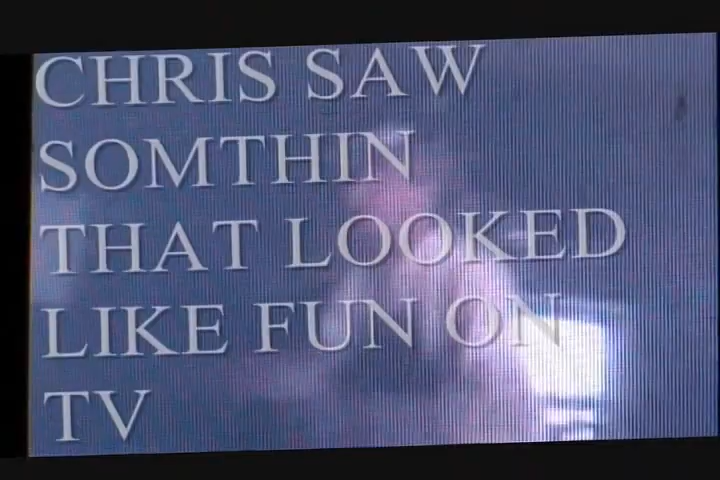 CHRIS SAW
SOMTHIN
THAT LOOKED
LIKE FUN ON
TV